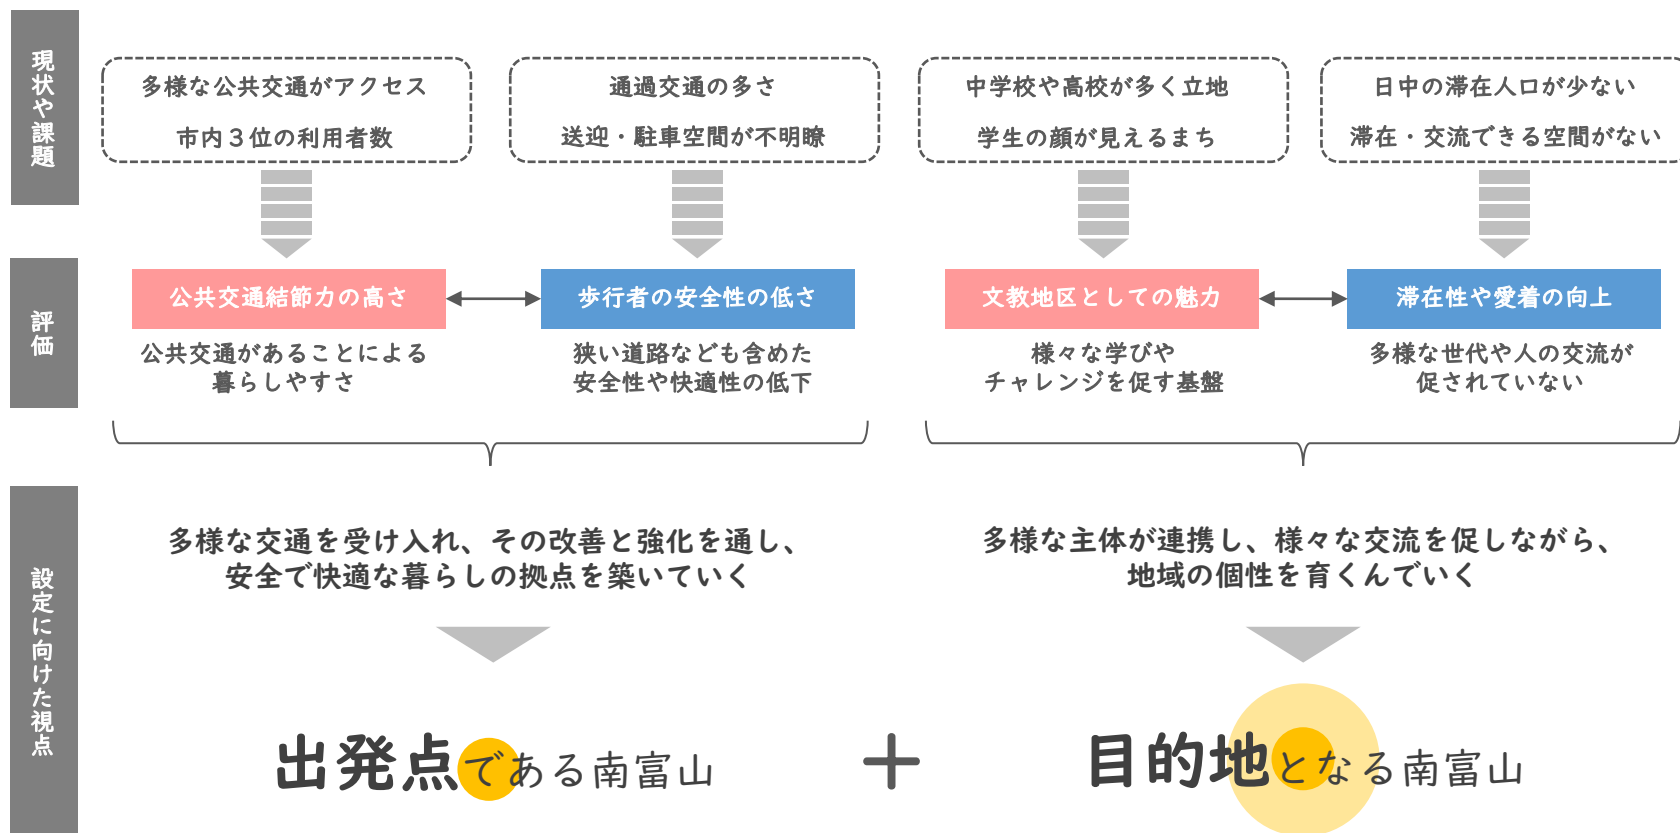 現状や課題
多様な公共交通がアクセス
市内３位の利用者数
通過交通の多さ
送迎・駐車空間が不明瞭
中学校や高校が多く立地
学生の顔が見えるまち
日中の滞在人口が少ない
滞在・交流できる空間がない
評価
公共交通結節力の高さ
公共交通があることによる
暮らしやすさ
歩行者の安全性の低さ
狭い道路なども含めた
安全性や快適性の低下
文教地区としての魅力
様々な学びや
チャレンジを促す基盤
滞在性や愛着の向上
多様な世代や人の交流が
促されていない
設定に向けた視点
多様な交通を受け入れ、その改善と強化を通し、
安全で快適な暮らしの拠点を築いていく
多様な主体が連携し、様々な交流を促しながら、
地域の個性を育くんでいく
出発点である南富山
＋
目的地となる南富山